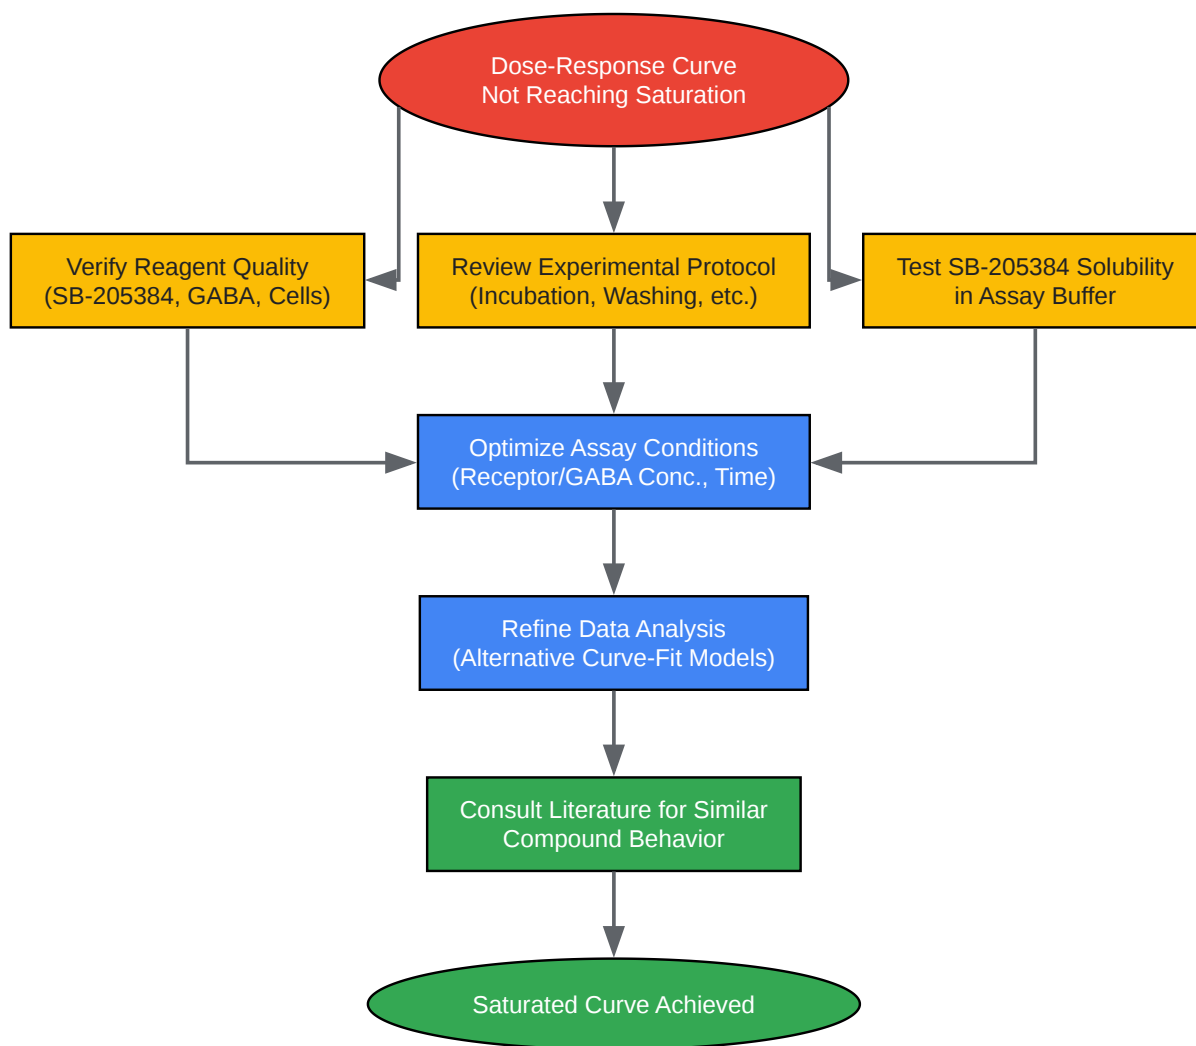 Dose-Response Curve
Not Reaching Saturation
Verify Reagent Quality
(SB-205384, GABA, Cells)
Review Experimental Protocol
(Incubation, Washing, etc.)
Test SB-205384 Solubility
in Assay Buffer
Optimize Assay Conditions
(Receptor/GABA Conc., Time)
Refine Data Analysis
(Alternative Curve-Fit Models)
Consult Literature for Similar
Compound Behavior
Saturated Curve Achieved